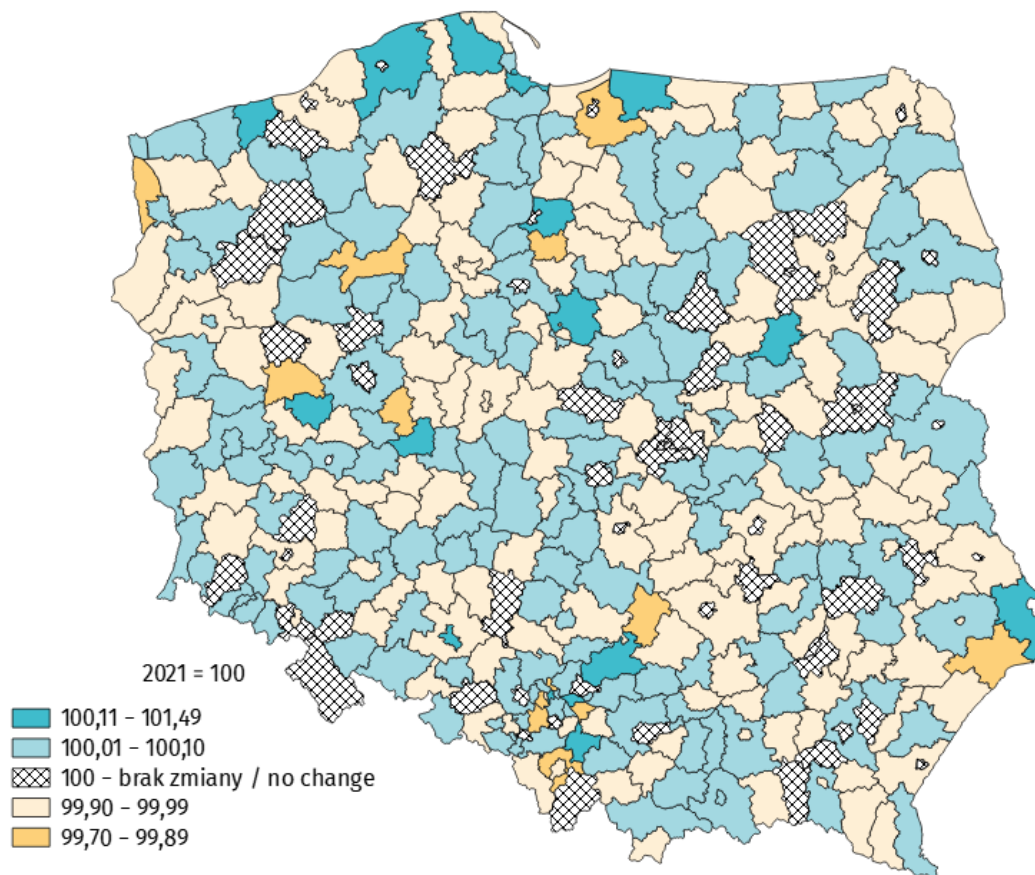 2021 = 100
100,11 – 101,49
100,01 – 100,10
100 – brak zmiany / no change
99,90 – 99,99
99,70 – 99,89